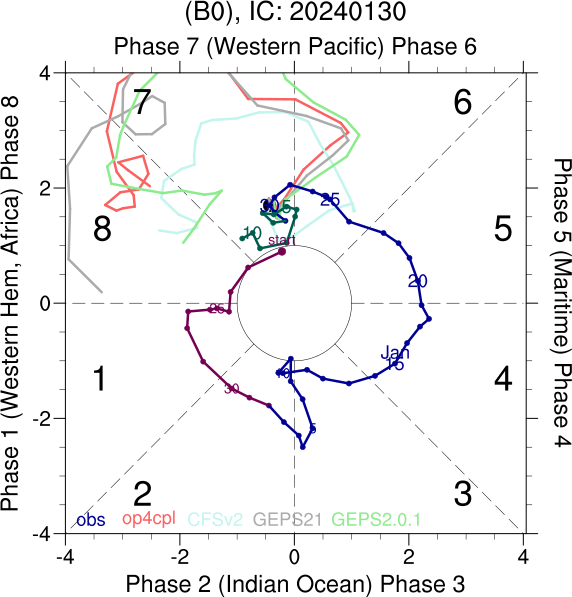 (B0), IC: 20240130
Phase 7 (Western Pacific) Phase 6
4
7
6
Phase 1 (Western Hem, Africa) Phase 8
Phase 5 (Maritime) Phase 4
2
30
25
8
5
10
start
20
0
25
Jan
15
10
1
4
30
-2
5
2
3
obs op4cpl CFSv2 GEPS21 GEPS2.0.1
-4
-4 -2 0 2 4
Phase 2 (Indian Ocean) Phase 3